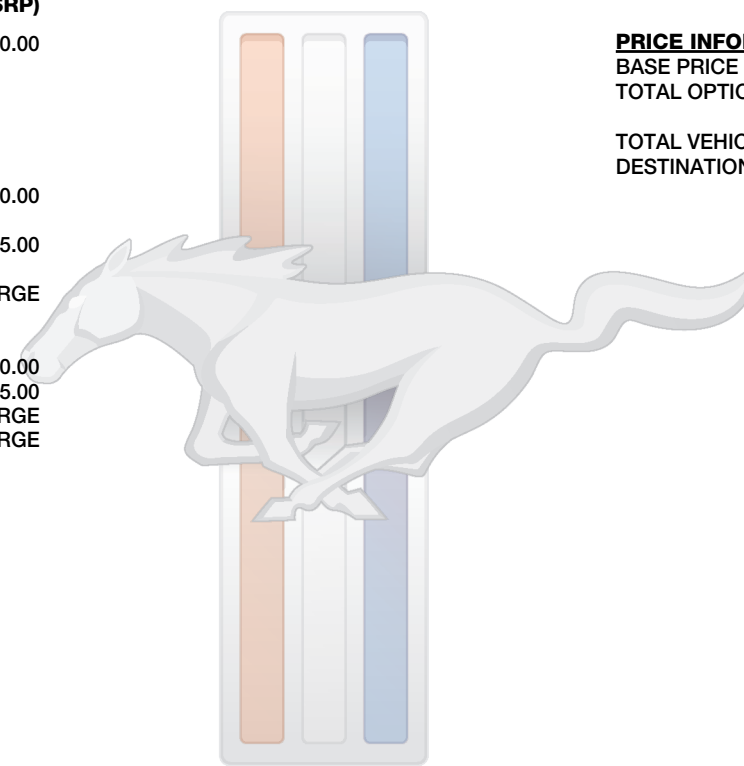 SRP)
0.00
0.00
5.00
RGE
0.00
5.00
RGE
RGE
PRICE INFO
BASE PRICE
TOTAL OPTIO
TOTAL VEHIC
DESTINATION